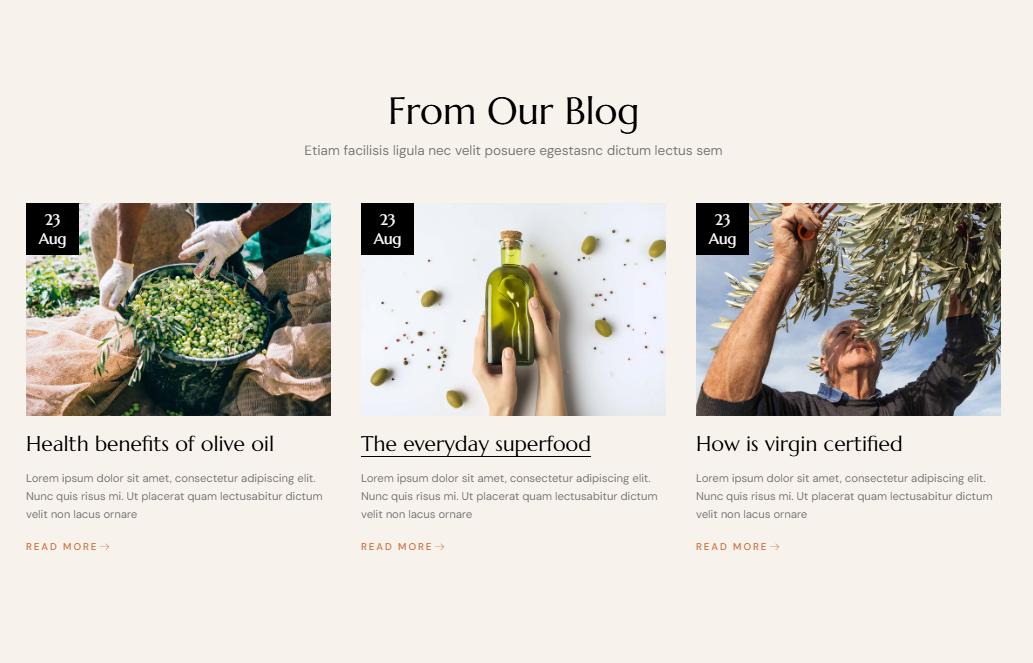 From Our Blog
Etiam facilisis ligula nec velit posuere egestasnc dictum lectus sem
23
Aug
Health benefits of olive oil
Lorem ipsum dolor sit amet, consectetur adipiscing elit.
Nunc quis risus mi. Ut placerat quam lectusabitur dictum
velit non lacus ornare
READ MORE
23
Aug
The everyday superfood
Lorem ipsum dolor sit amet, consectetur adipiscing elit.
Nunc quis risus mi. Ut placerat quam lectusabitur dictum
velit non lacus ornare
READ MORE
23
Aug
How is virgin certified
Lorem ipsum dolor sit amet, consectetur adipiscing elit.
Nunc quis risus mi. Ut placerat quam lectusabitur dictum
velit non lacus ornare
READ MORE